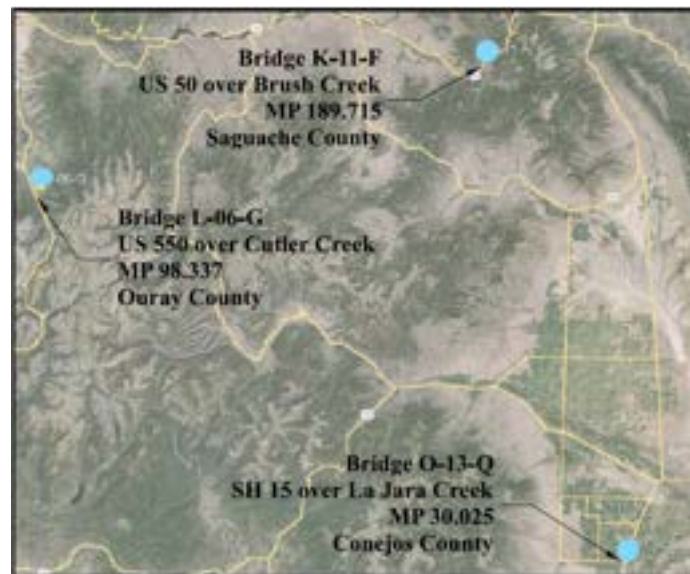 Bridge K-11-F
US 50 over Brush Creek
MP 189.715
Saguache County
Bridge L-06-G
US 550 over Cutler Creek
MP 98.337
Ouray County
Bridge O-13-Q
SH 15 over La Jara Creek
MP 30.025
Conejos County